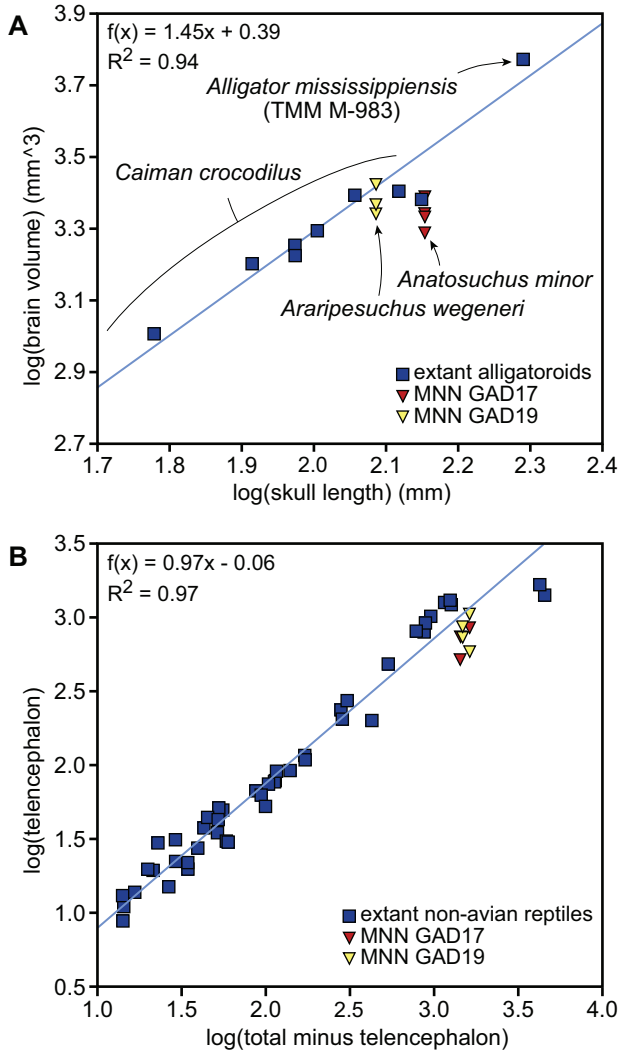 A
f(x) = 1.45x + 0.39
R^2 = 0.94
Alligator mississippiensis
(TMM M-983)
Caiman crocodilus
Anatosuchus minor
Araripesuchus wegeneri
extant alligatoroids
MNN GAD17
MNN GAD19
log(brain volume) (mm^3)
3.9
3.7
3.5
3.3
3.1
2.9
2.7
1.7 1.8 1.9 2.0 2.1 2.2 2.3 2.4
log(skull length) (mm)
B
f(x) = 0.97x - 0.06
R^2 = 0.97
extant non-avian reptiles
MNN GAD17
MNN GAD19
log(telencephalon)
3.5
3.0
2.5
2.0
1.5
1.0
0.5
1.0 1.5 2.0 2.5 3.0 3.5 4.0
log(total minus telencephalon)